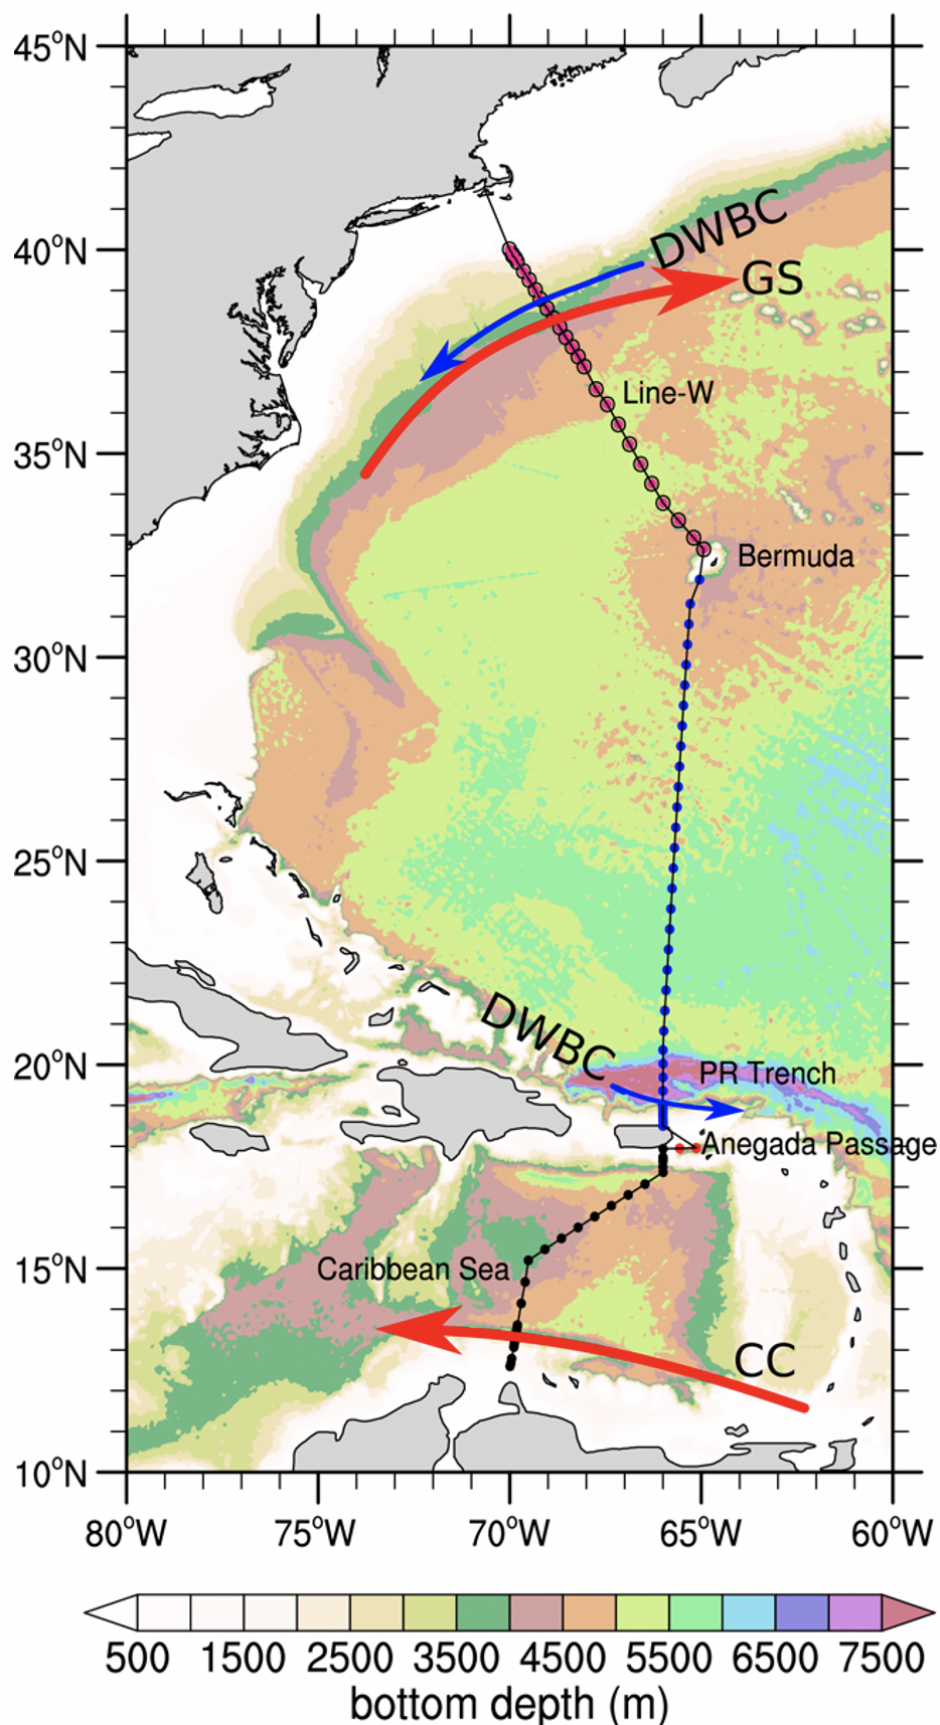 45°N
DWBC
40°N
GS
Line-W
35°N
Bermuda
30°N
25°N
DWBC
20°N
PR Trench
Anegada Passage
15°N
Caribbean Sea
CC
10°N
80°W 75°W 70°W 65°W 60°W
500 1500 2500 3500 4500 5500 6500 7500
bottom depth (m)